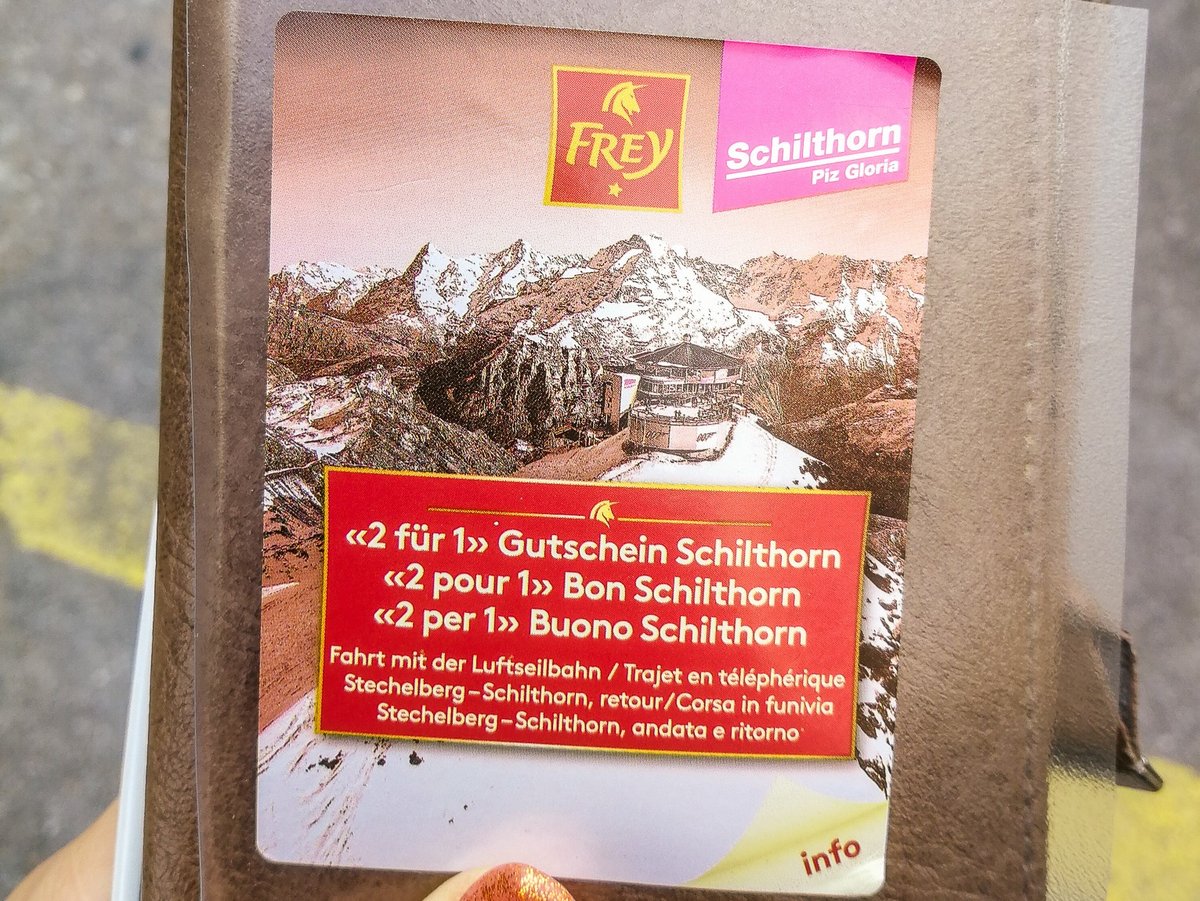 FREY
Schilthorn
Piz Gloria
«2 für 1» Gutschein Schilthorn
«2 pour 1» Bon Schilthorn
«2 per 1» Buono Schilthorn
Fahrt mit der Luftseilbahn / Trajet en téléphérique
Stechelberg – Schilthorn, retour/Corsa in funivia
Stechelberg – Schilthorn, andata e ritorno
info